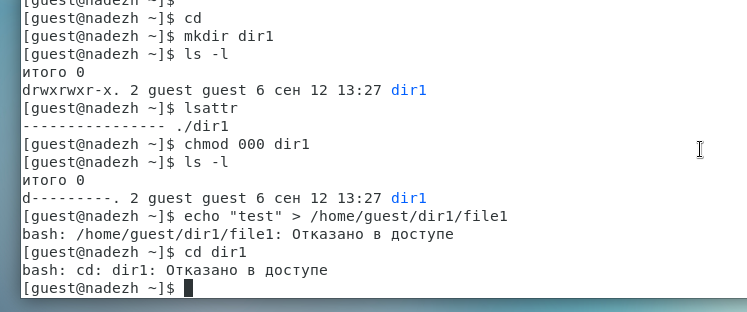 [guest@nadezh ~]$
[guest@nadezh ~]$ cd
[guest@nadezh ~]$ mkdir dir1
[guest@nadezh ~]$ ls -l
итого 0
drwxrwxr-x. 2 guest guest 6 сен 12 13:27 dir1
[guest@nadezh ~]$ lsattr
---------------- ./dir1
[guest@nadezh ~]$ chmod 000 dir1
[guest@nadezh ~]$ ls -l
итого 0
d---------. 2 guest guest 6 сен 12 13:27 dir1
[guest@nadezh ~]$ echo "test" > /home/guest/dir1/file1
bash: /home/guest/dir1/file1: Отказано в доступе
[guest@nadezh ~]$ cd dir1
bash: cd: dir1: Отказано в доступе
[guest@nadezh ~]$